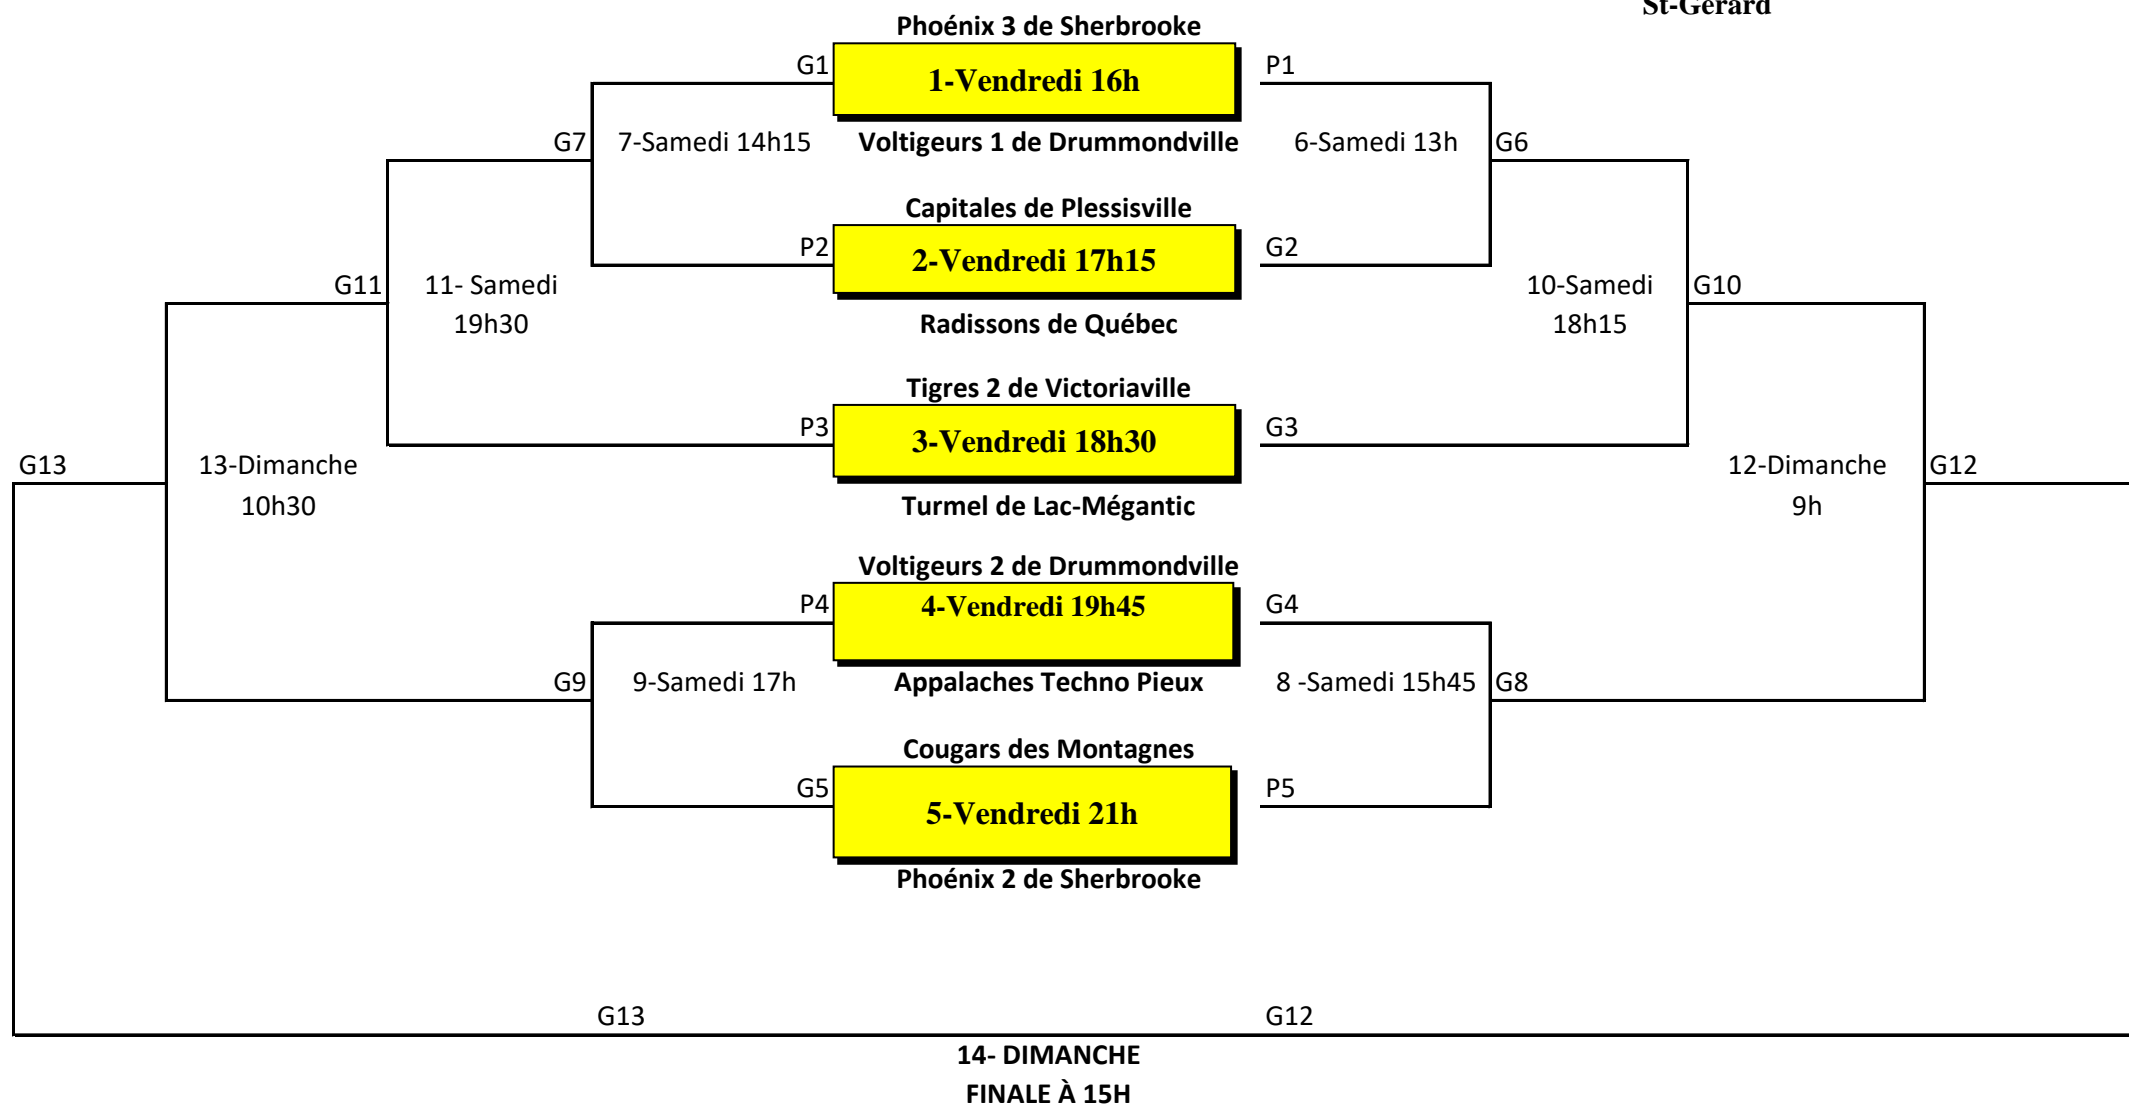 St-Gérard
Phoénix 3 de Sherbrooke
G1 1-Vendredi 16h P1
G7 7-Samedi 14h15 Voltigeurs 1 de Drummondville 6-Samedi 13h G6
Capitales de Plessisville
P2 2-Vendredi 17h15 G2
G11 11- Samedi 10-Samedi G10
19h30 Radissons de Québec 18h15
Tigres 2 de Victoriaville
P3 3-Vendredi 18h30 G3
G13 13-Dimanche 12-Dimanche G12
10h30 Turmel de Lac-Mégantic 9h
Voltigeurs 2 de Drummondville
P4 4-Vendredi 19h45 G4
G9 9-Samedi 17h Appalaches Techno Pieux 8 -Samedi 15h45 G8
Cougars des Montagnes
G5 5-Vendredi 21h P5
Phoénix 2 de Sherbrooke
G13 G12
14- DIMANCHE
FINALE À 15H